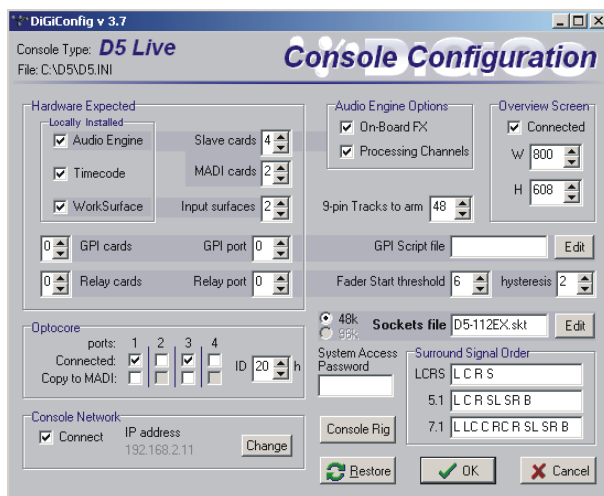 DiGiConfig v 3.7
Console Type: D5 Live
File: C:\D5\D5.INI
Console Configuration
Hardware Expected
Locally Installed
Audio Engine
Timecode
WorkSurface
Slave cards 4
MADI cards 2
Input surfaces 2
0 GPI cards
GPI port 0
0 Relay cards
Relay port 0
Audio Engine Options
On-Board FX
Processing Channels
Overview Screen
Connected
W 800
H 608
9-pin Tracks to arm 48
GPI Script file
Edit
Fader Start threshold 6
hysteresis 2
48k
96k
Sockets file D5-112EX.skt
Edit
Optocore
ports: 1 2 3 4
Connected:
Copy to MADI:
ID 20 h
System Access
Password
Surround Signal Order
LCRS L C R S
5.1 L C R SL SR B
7.1 L LC C RC R SL SR B
Console Network
Connect
IP address
192.168.2.11
Change
Console Rig
Restore
OK
Cancel